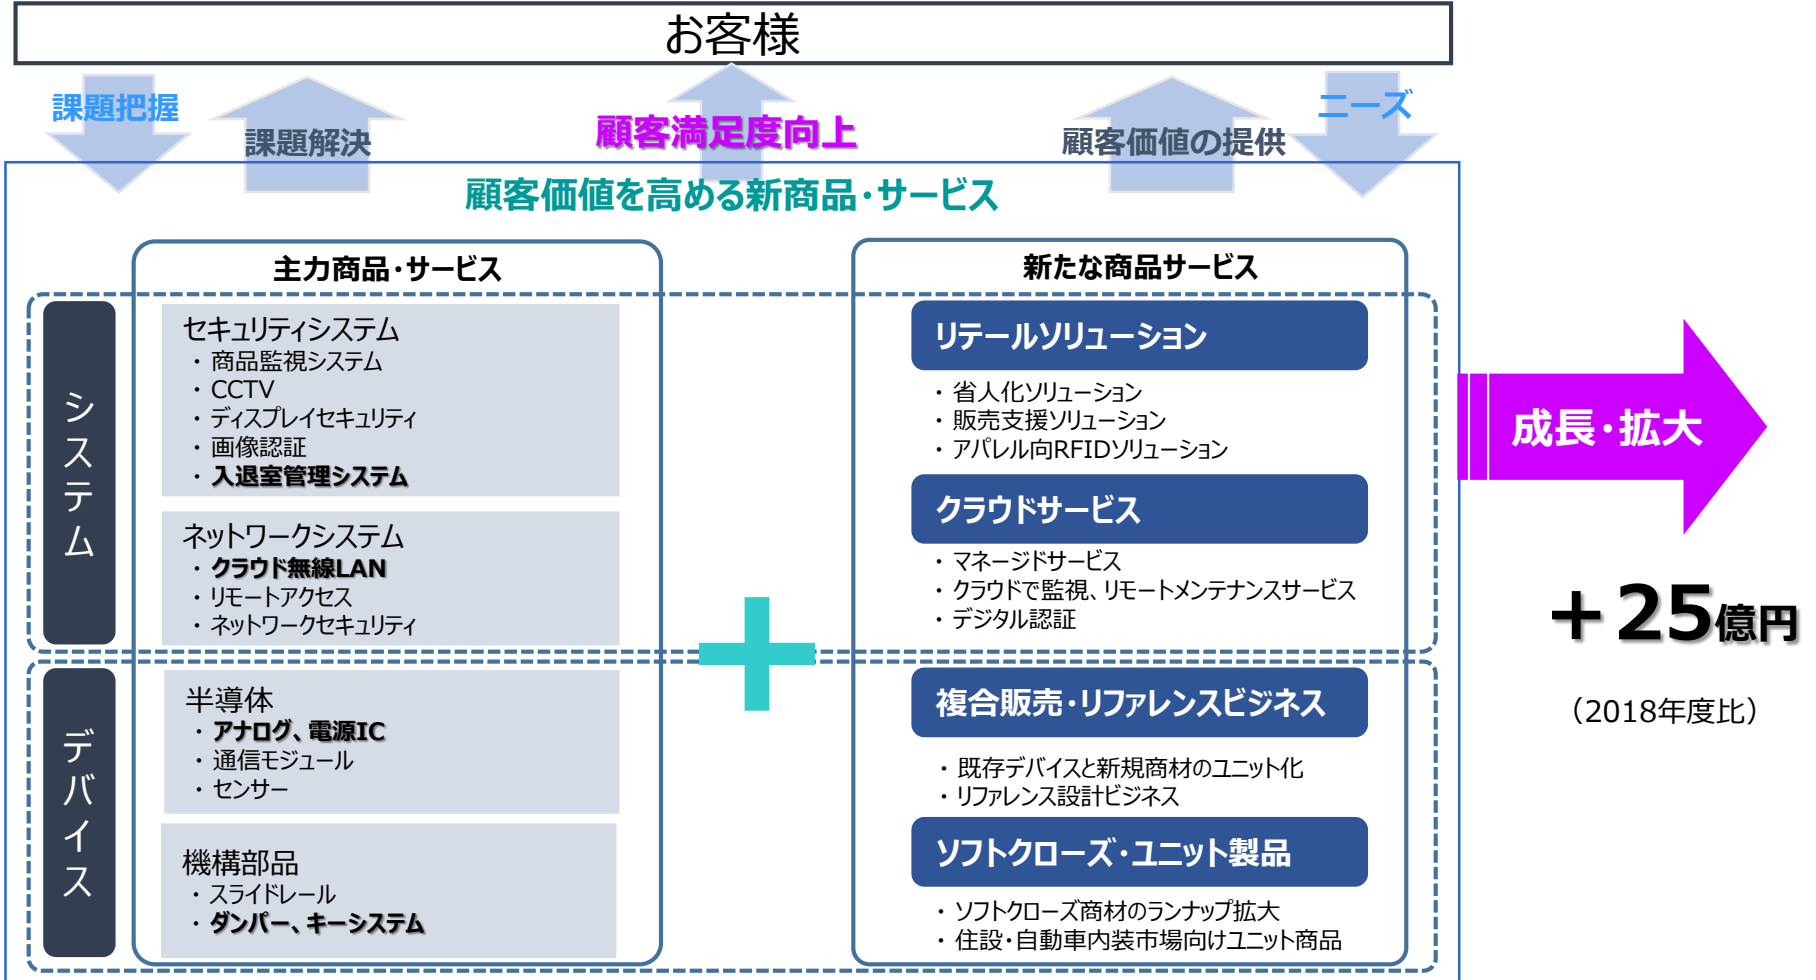 お客様
課題把握
課題解決
顧客満足度向上
顧客価値の提供
ニーズ
顧客価値を高める新商品・サービス
主力商品・サービス
新たな商品サービス
システム
セキュリティシステム
・商品監視システム
・CCTV
・ディスプレイセキュリティ
・画像認証
・入退室管理システム
ネットワークシステム
・クラウド無線LAN
・リモートアクセス
・ネットワークセキュリティ
リテールソリューション
・省人化ソリューション
・販売支援ソリューション
・アパレル向RFIDソリューション
クラウドサービス
・マネージドサービス
・クラウドで監視、リモートメンテナンスサービス
・デジタル認証
デバイス
半導体
・アナログ、電源IC
・通信モジュール
・センサー
機構部品
・スライドレール
・ダンパー、キーシステム
複合販売・リファレンスビジネス
・既存デバイスと新規商材のユニット化
・リファレンス設計ビジネス
ソフトクローズ・ユニット製品
・ソフトクローズ商材のランナップ拡大
・住設・自動車内装市場向けユニット商品
成長・拡大
＋25億円
（2018年度比）